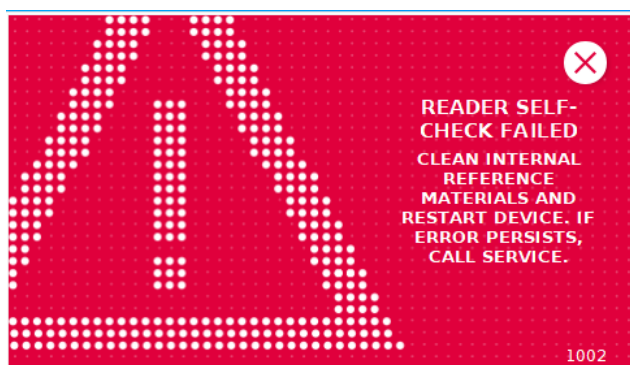 READER SELF-
CHECK FAILED
CLEAN INTERNAL
REFERENCE
MATERIALS AND
RESTART DEVICE. IF
ERROR PERSISTS,
CALL SERVICE.
1002